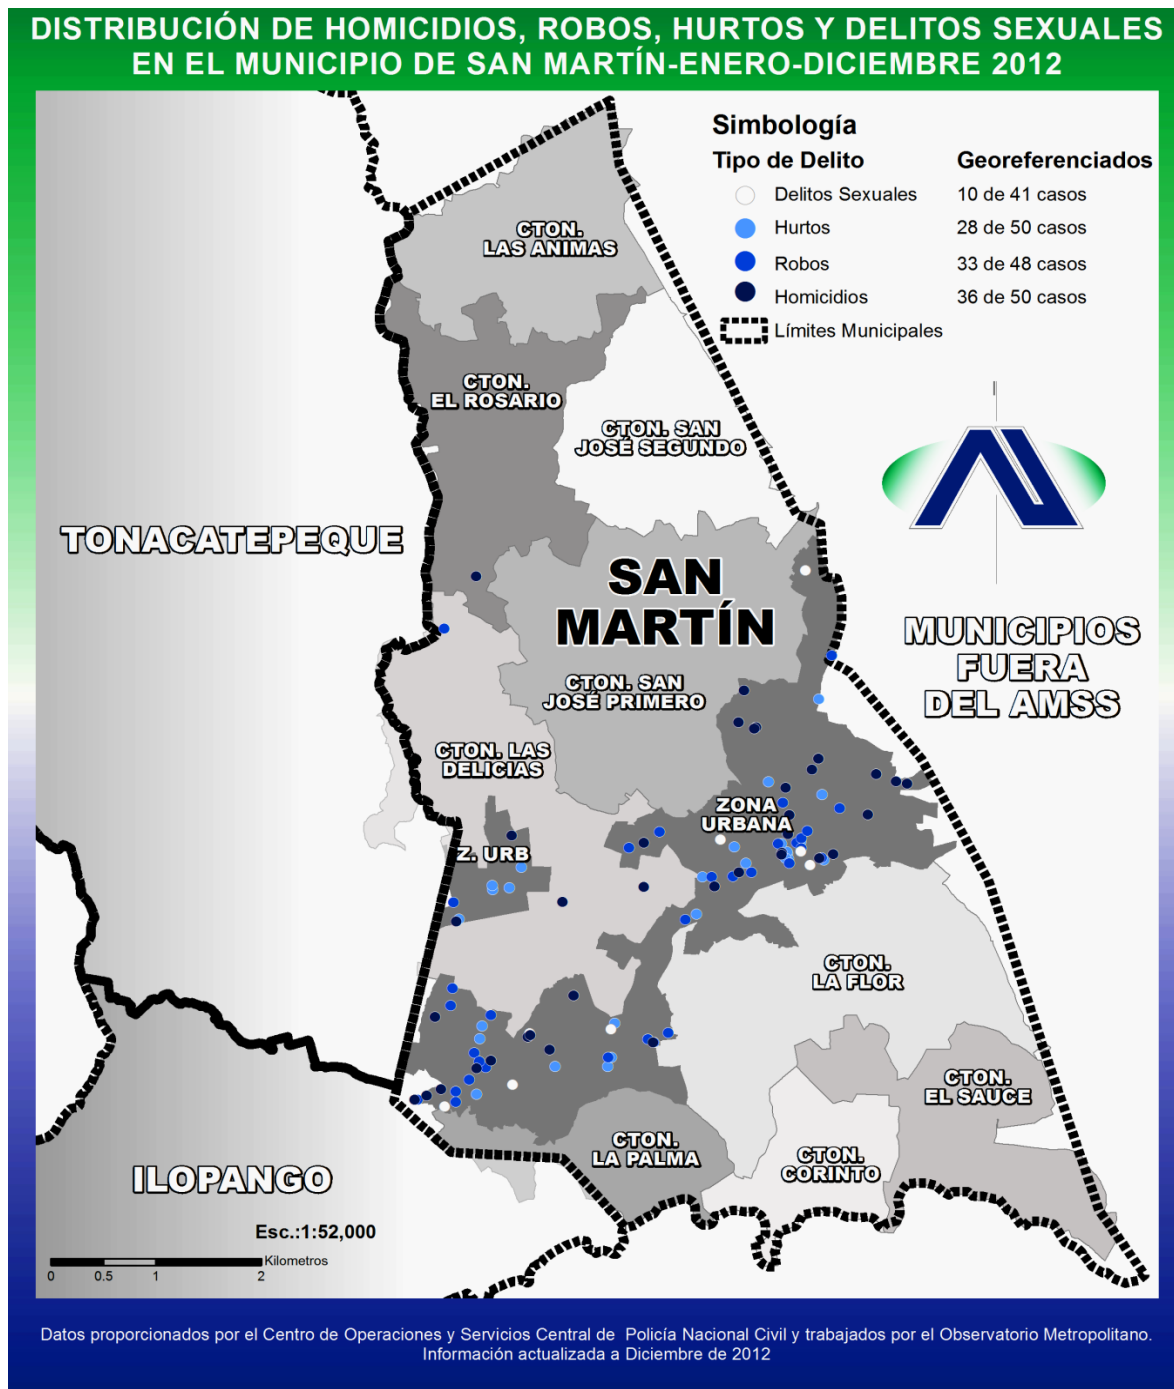 DISTRIBUCIÓN DE HOMICIDIOS, ROBOS, HURTOS Y DELITOS SEXUALES
EN EL MUNICIPIO DE SAN MARTÍN-ENERO-DICIEMBRE 2012
Simbología
Tipo de Delito Georeferenciados
Delitos Sexuales 10 de 41 casos
Hurtos 28 de 50 casos
Robos 33 de 48 casos
Homicidios 36 de 50 casos
Límites Municipales
CTON.
LAS ANIMAS
CTON.
EL ROSARIO
CTON. SAN
JOSÉ SEGUNDO
TONACATEPEQUE
SAN
MARTÍN
MUNICIPIOS
FUERA
DEL AMSS
CTON. SAN
JOSÉ PRIMERO
CTON. LAS
DELICIAS
ZONA
URBANA
Z. URB
CTON.
LA FLOR
CTON.
EL SAUCE
CTON.
LA PALMA
CTON.
CORINTO
ILOPANGO
Esc.:1:52,000
Kilometros
0 0.5 1 2
Datos proporcionados por el Centro de Operaciones y Servicios Central de Policía Nacional Civil y trabajados por el Observatorio Metropolitano.
Información actualizada a Diciembre de 2012